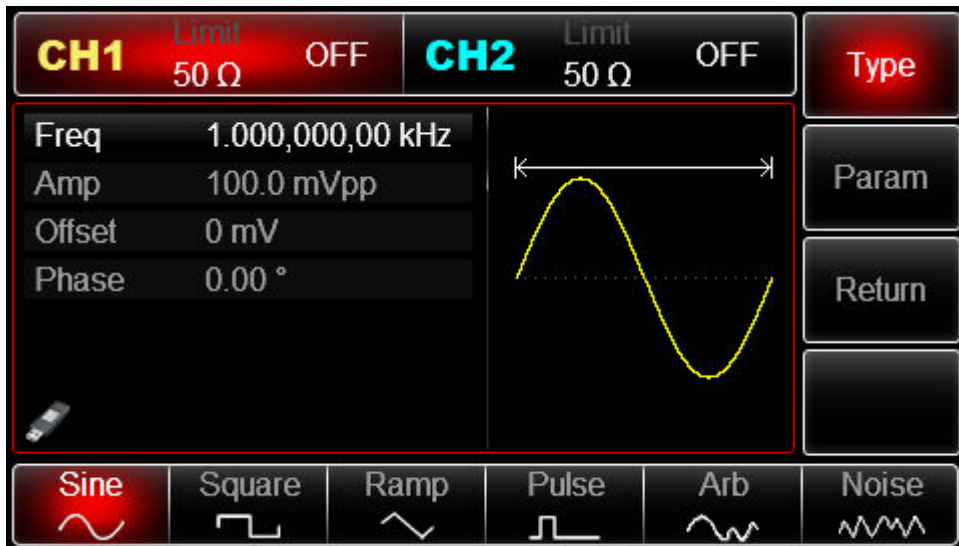 CH1 Limit 50 Ω OFF
CH2 Limit 50 Ω OFF
Type
Freq 1.000,000,00 kHz
Amp 100.0 mVpp
Offset 0 mV
Phase 0.00 °
Param
Return
Sine Square Ramp Pulse Arb Noise